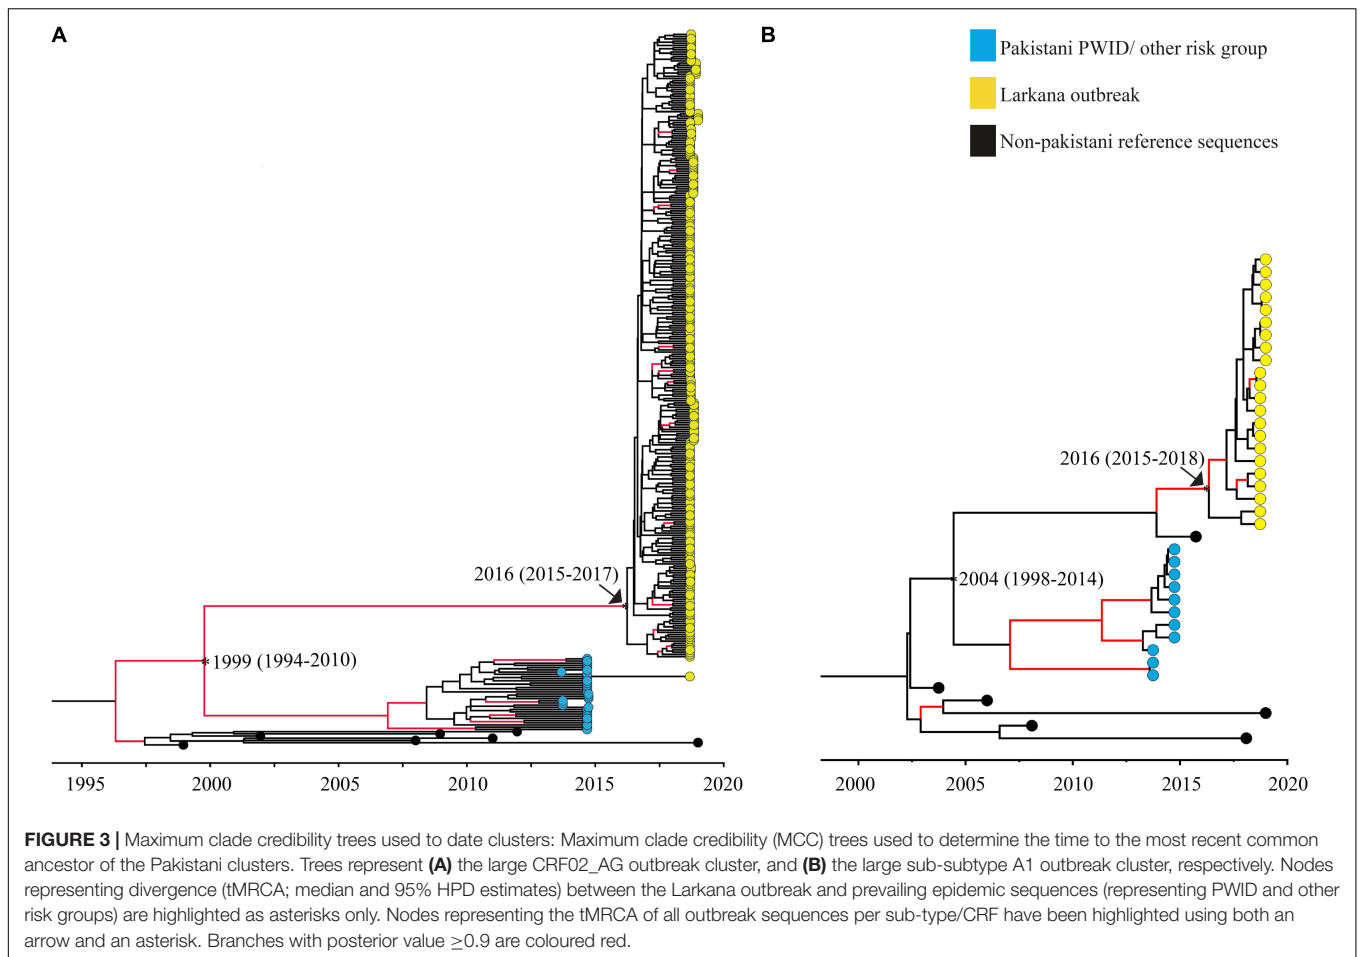 A
B
Pakistani PWID/ other risk group
Larkana outbreak
Non-pakistani reference sequences
2016 (2015-2017)
*1999 (1994-2010)
1995 2000 2005 2010 2015 2020
2016 (2015-2018)
*2004 (1998-2014)
2000 2005 2010 2015 2020
FIGURE 3 | Maximum clade credibility trees used to date clusters: Maximum clade credibility (MCC) trees used to determine the time to the most recent common
ancestor of the Pakistani clusters. Trees represent (A) the large CRF02_AG outbreak cluster, and (B) the large sub-subtype A1 outbreak cluster, respectively. Nodes
representing divergence (tMRCA; median and 95% HPD estimates) between the Larkana outbreak and prevailing epidemic sequences (representing PWID and other
risk groups) are highlighted as asterisks only. Nodes representing the tMRCA of all outbreak sequences per sub-type/CRF have been highlighted using both an
arrow and an asterisk. Branches with posterior value ≥0.9 are coloured red.